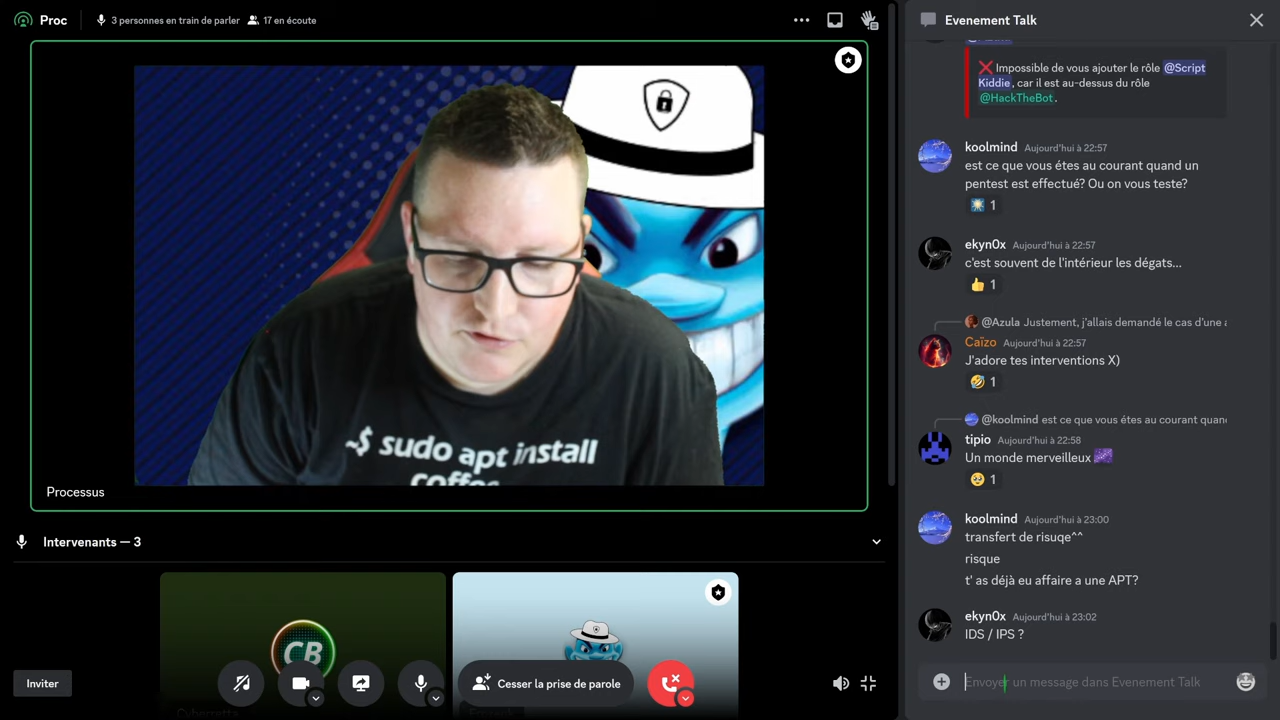 Proc
3 personnes en train de parler
17 en écoute
~$ sudo apt install
coffee
Processus
Intervenants — 3
CB
Inviter
Cesser la prise de parole
Evenement Talk
❌ Impossible de vous ajouter le rôle @Script
Kiddie, car il est au-dessus du rôle
@HackTheBot.
koolmind Aujourd'hui à 22:57
est ce que vous étes au courant quand un
pentest est effectué? Ou on vous teste?
1
ekyn0x Aujourd'hui à 22:57
c'est souvent de l'intérieur les dégats...
👍 1
@Azula Justement, j'allais demandé le cas d'une
Caïzo Aujourd'hui à 22:57
J'adore tes interventions X)
🤣 1
@koolmind est ce que vous étes au courant
tipio Aujourd'hui à 22:58
Un monde merveilleux
🥹 1
koolmind Aujourd'hui à 23:00
transfert de risuqe^^
risque
t' as déjà eu affaire a une APT?
ekyn0x Aujourd'hui à 23:02
IDS / IPS ?
Envoyer un message dans Evenement Talk